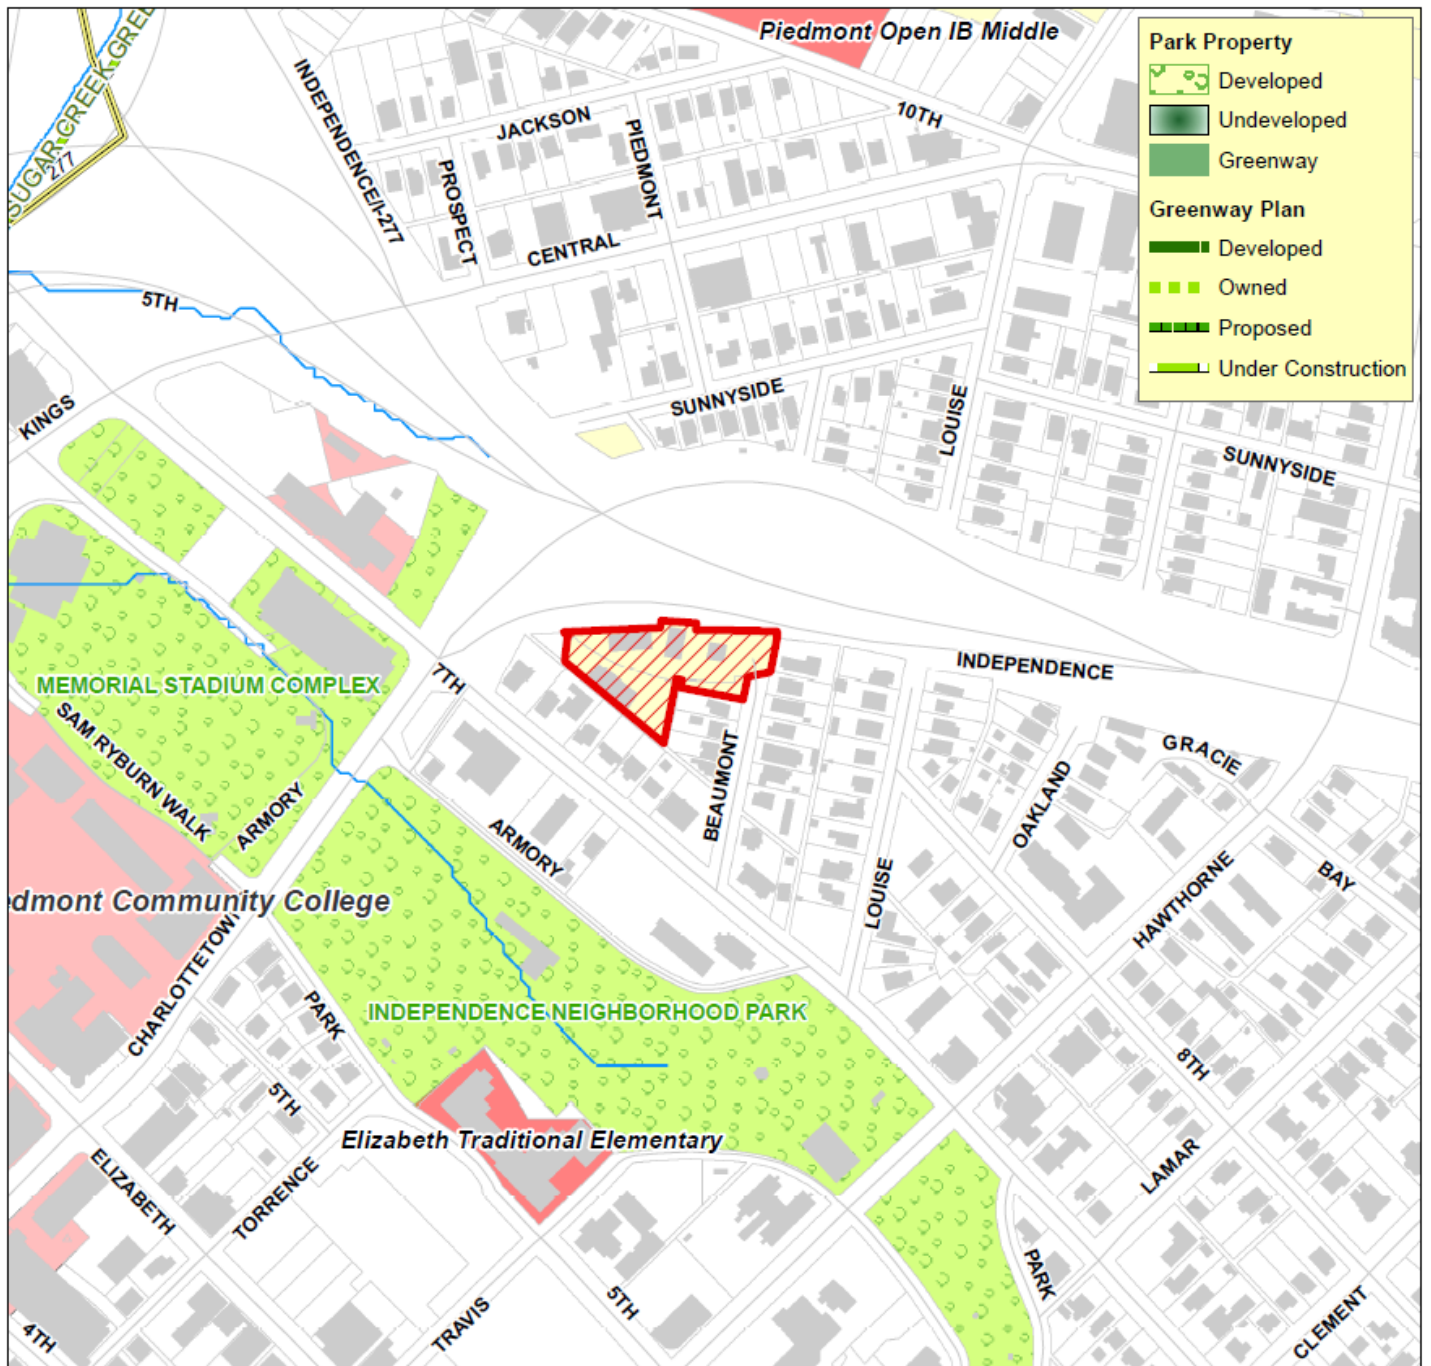 Piedmont Open IB Middle
Park Property
Developed
Undeveloped
Greenway
Greenway Plan
Developed
Owned
Proposed
Under Construction
SUGAR CREEK GREE
277
INDEPENDENCE/I-277
JACKSON
PIEDMONT
10TH
PROSPECT
CENTRAL
5TH
KINGS
SUNNYSIDE
LOUISE
SUNNYSIDE
7TH
INDEPENDENCE
MEMORIAL STADIUM COMPLEX
SAM RYBURN WALK
ARMORY
BEAUMONT
GRACIE
OAKLAND
ARMORY
LOUISE
HAWTHORNE
BAY
edmont Community College
CHARLOTTETOWN
PARK
INDEPENDENCE NEIGHBORHOOD PARK
8TH
5TH
Elizabeth Traditional Elementary
ELIZABETH
TORRENCE
LAMAR
PARK
5TH
TRAVIS
4TH
CLEMENT